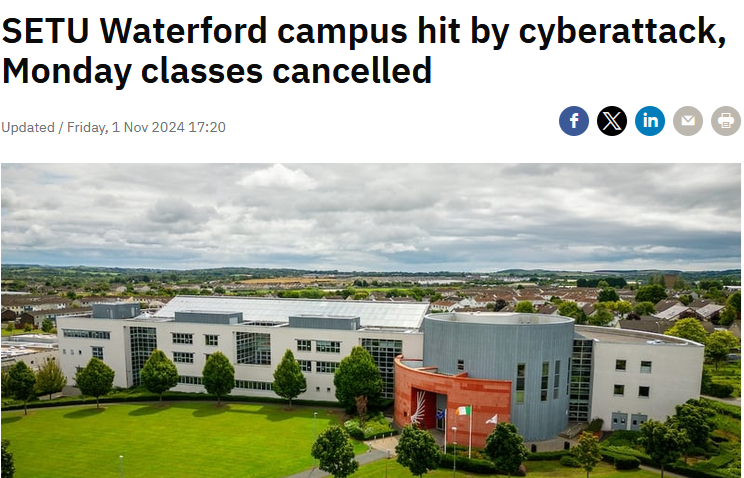 SETU Waterford campus hit by cyberattack,
Monday classes cancelled
Updated / Friday, 1 Nov 2024 17:20